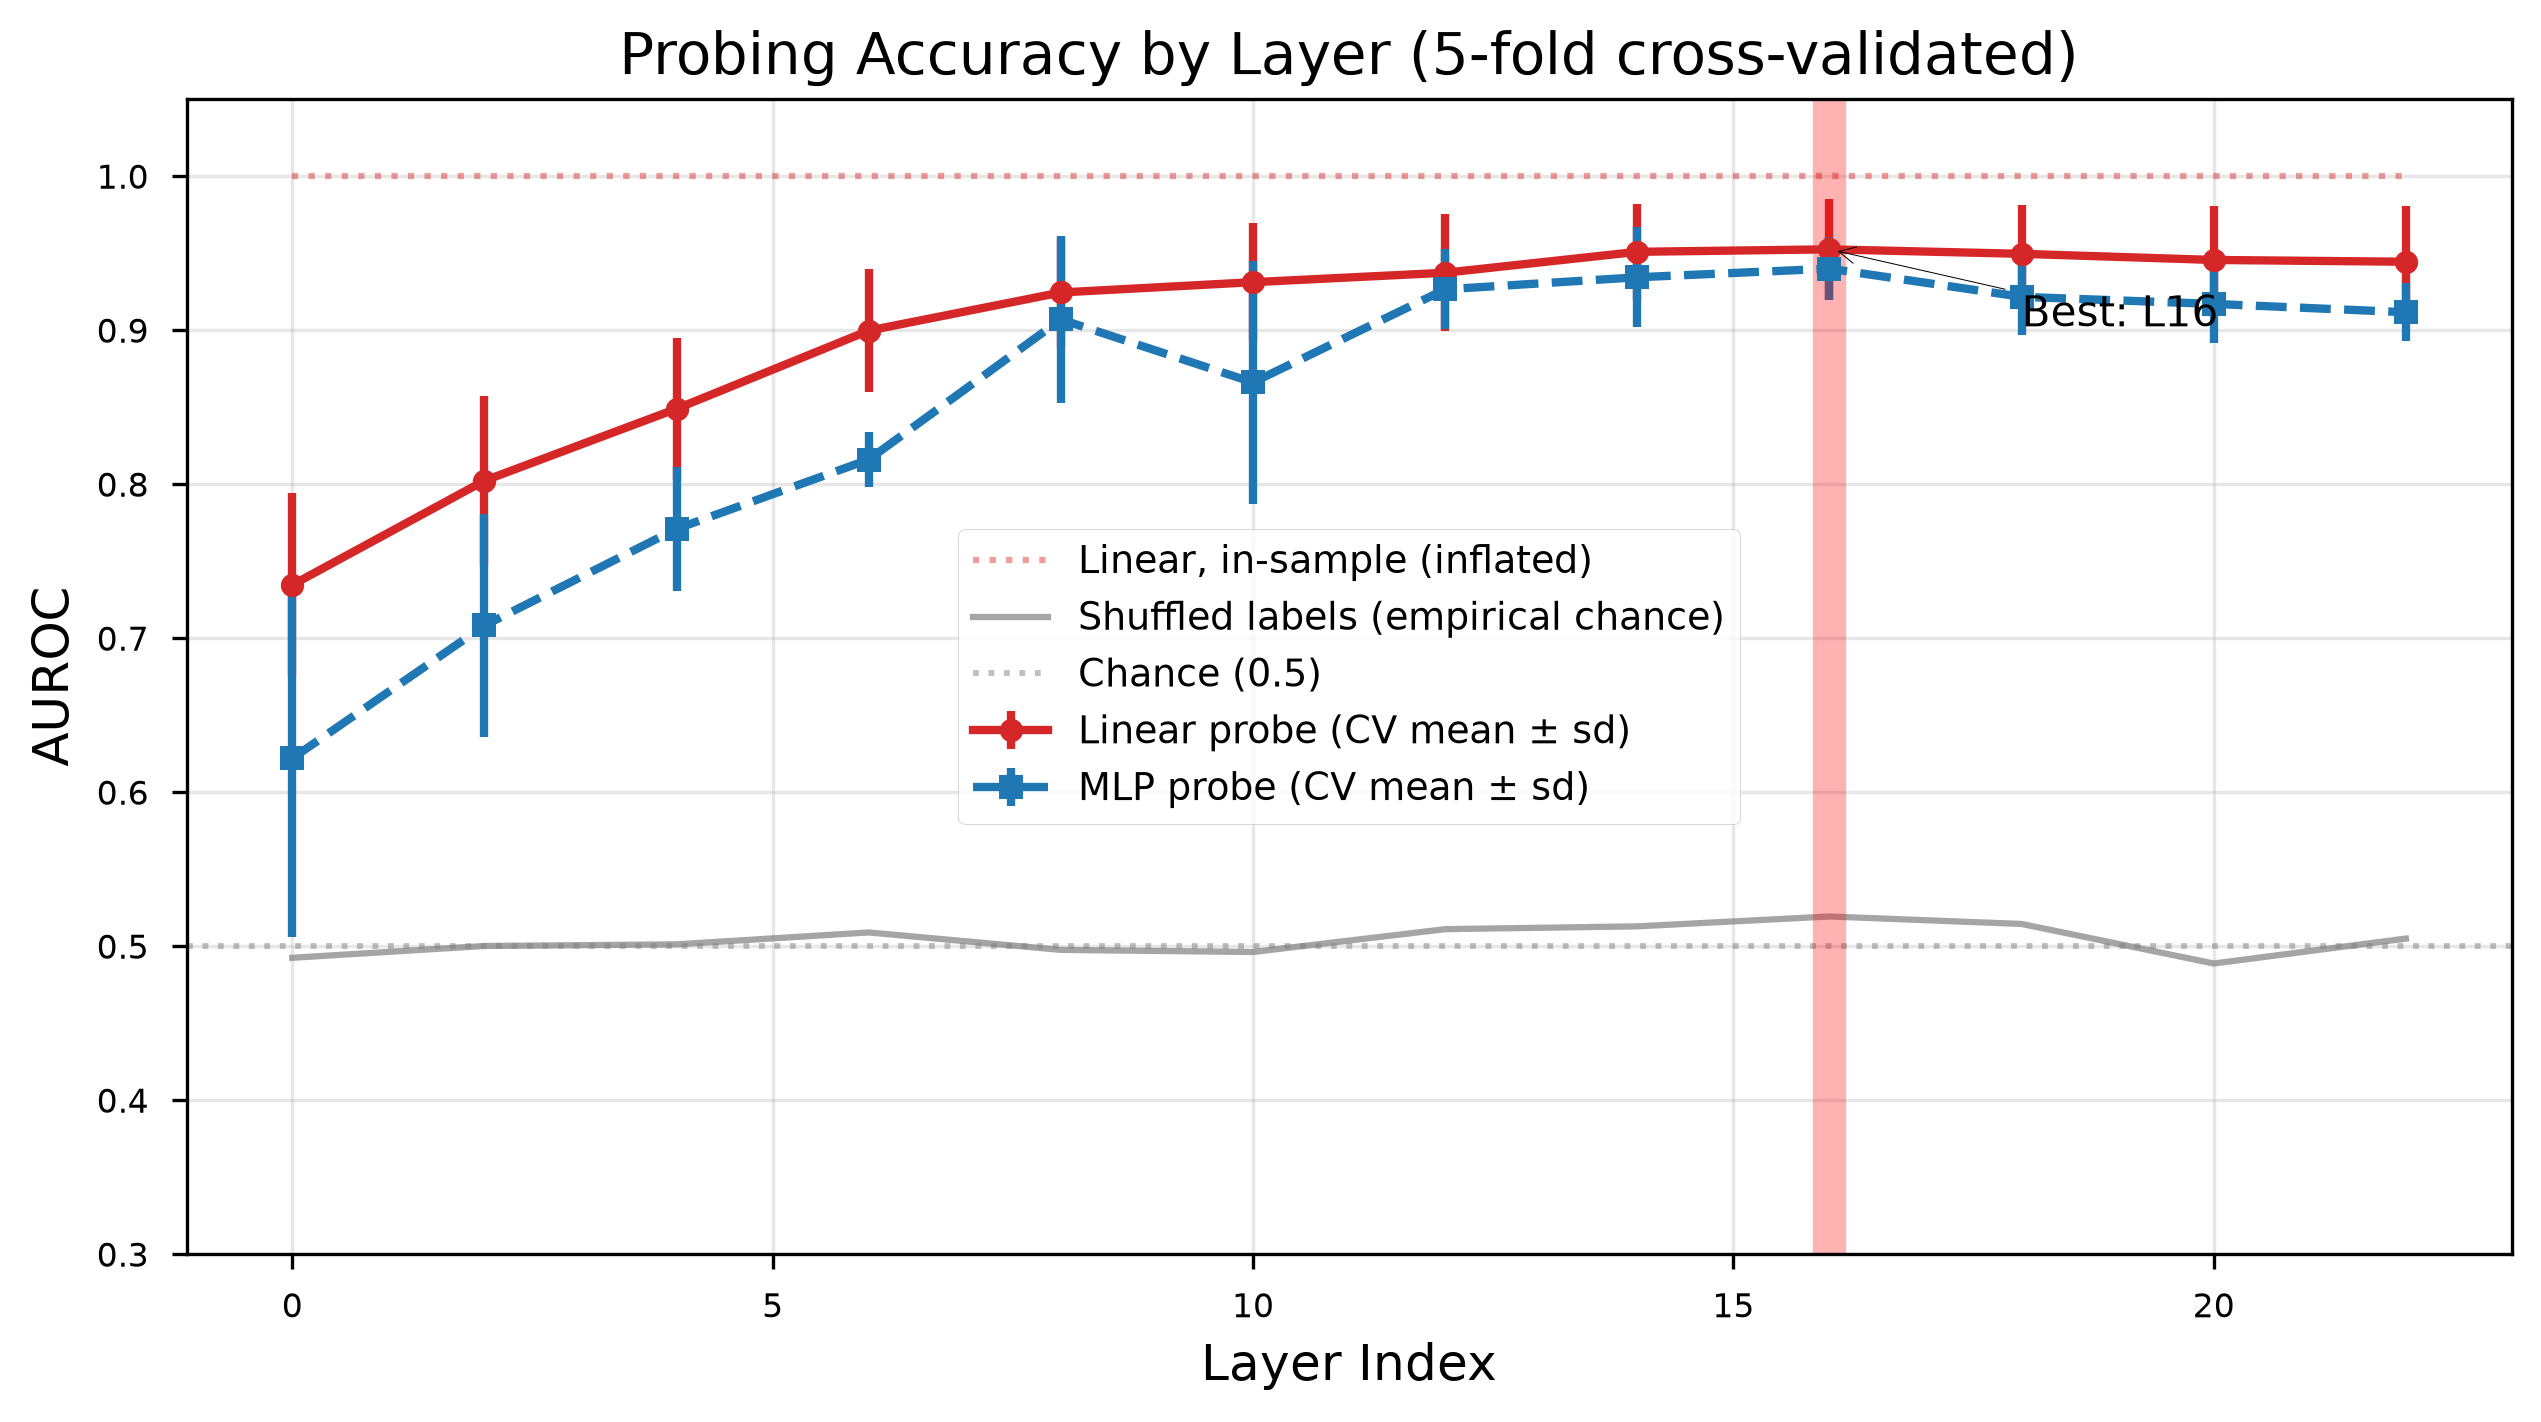 Probing Accuracy by Layer (5-fold cross-validated)
AUROC
1.0
0.9
0.8
0.7
0.6
0.5
0.4
0.3
Best: L16
Linear, in-sample (inflated)
Shuffled labels (empirical chance)
Chance (0.5)
Linear probe (CV mean ± sd)
MLP probe (CV mean ± sd)
0 5 10 15 20
Layer Index